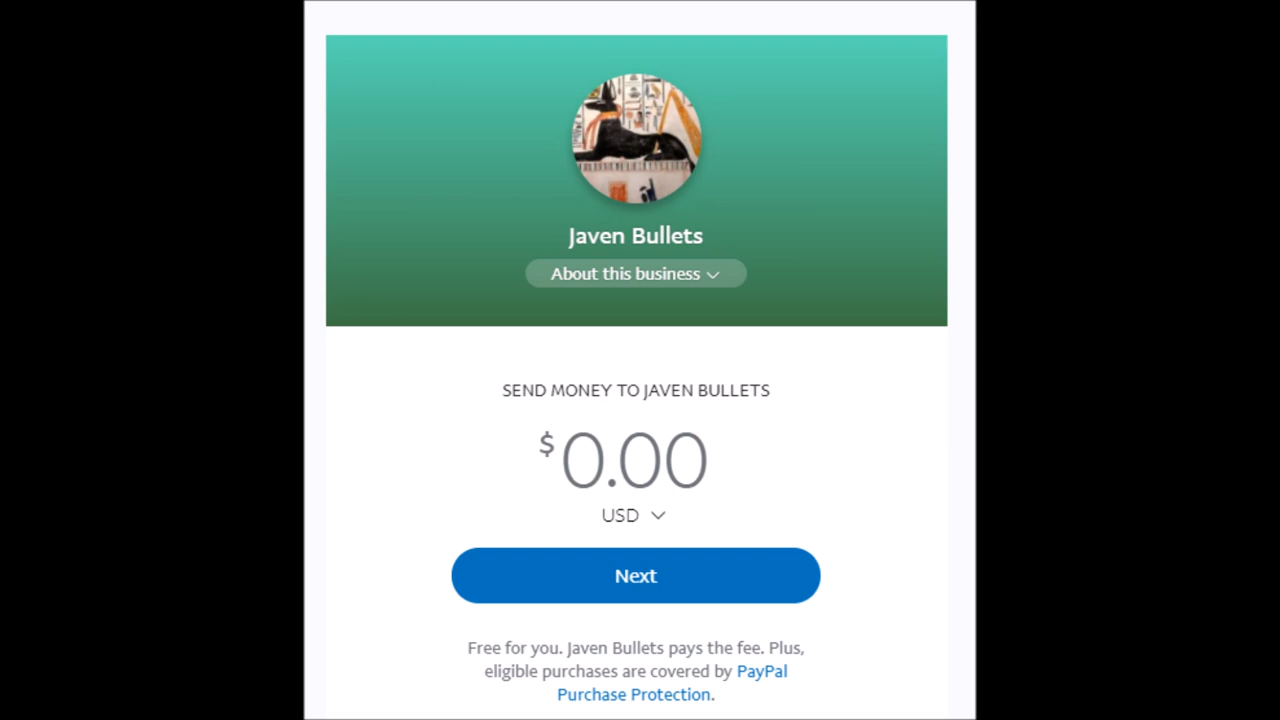 Javen Bullets
About this business
SEND MONEY TO JAVEN BULLETS
$0.00
USD
Next
Free for you. Javen Bullets pays the fee. Plus,
eligible purchases are covered by PayPal
Purchase Protection.